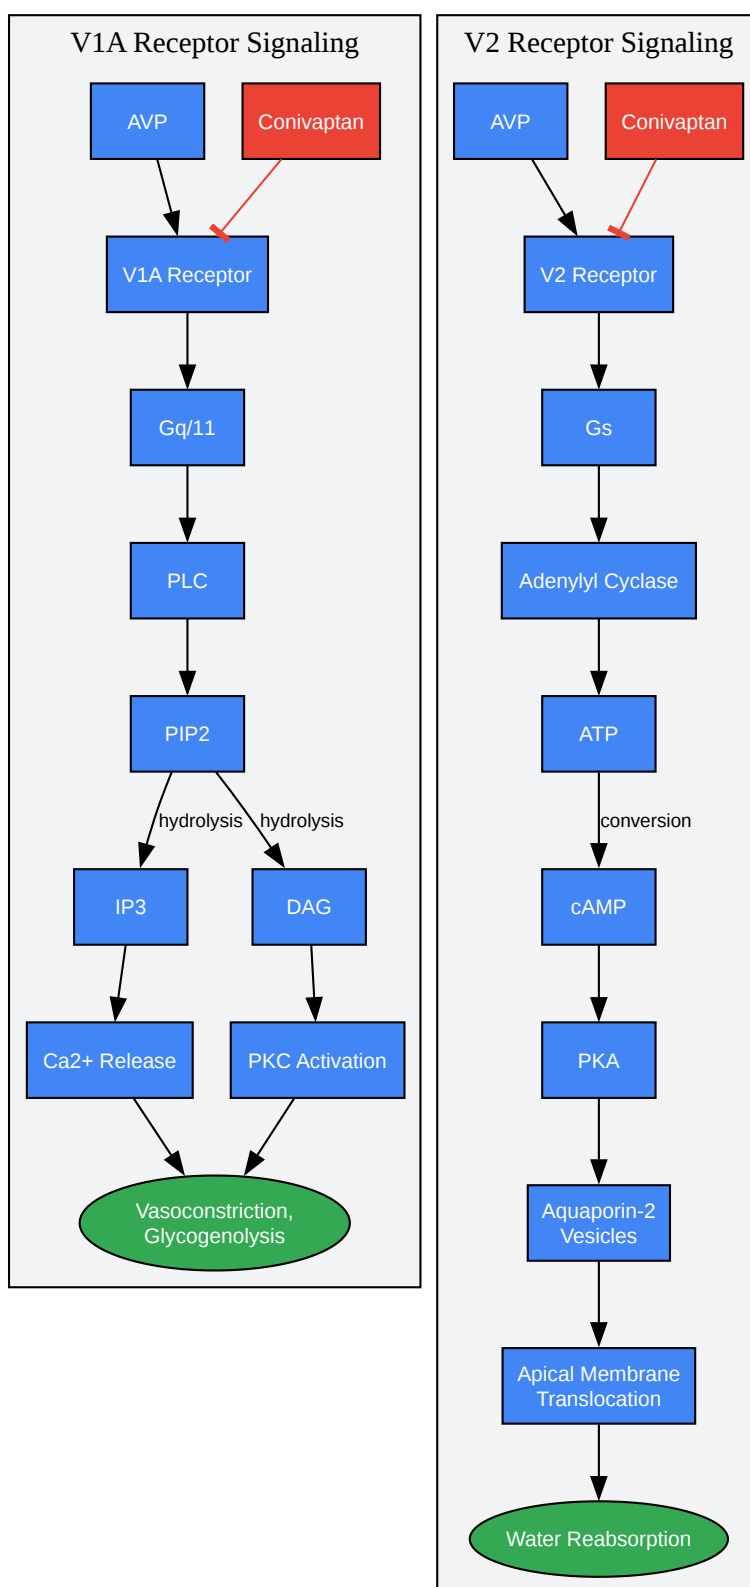 V1A Receptor Signaling
AVP
Conivaptan
V1A Receptor
Gq/11
PLC
PIP2
hydrolysis
hydrolysis
IP3
DAG
Ca2+ Release
PKC Activation
Vasoconstriction,
Glycogenolysis
V2 Receptor Signaling
AVP
Conivaptan
V2 Receptor
Gs
Adenylyl Cyclase
ATP
conversion
cAMP
PKA
Aquaporin-2
Vesicles
Apical Membrane
Translocation
Water Reabsorption